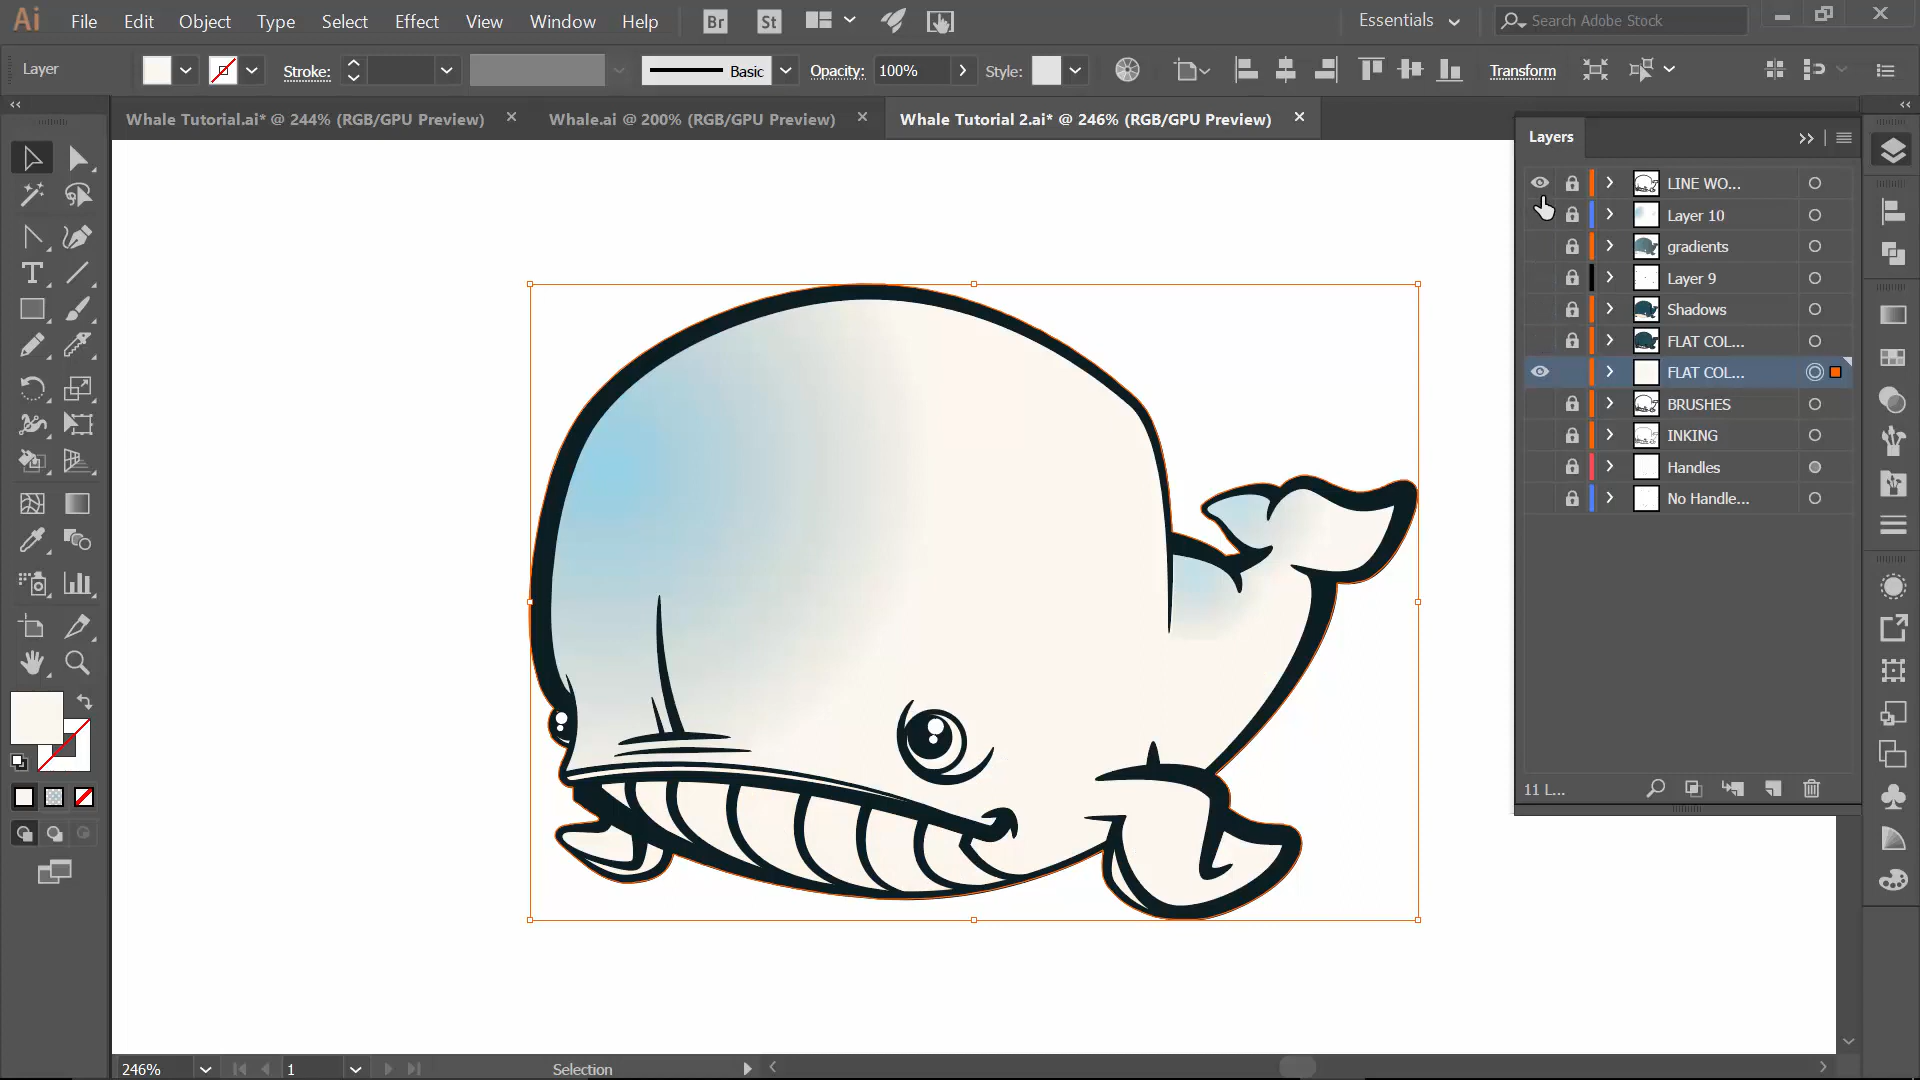 Ai File Edit Object Type Select Effect View Window Help Br St Essentials Search Adobe Stock
Layer Stroke: Basic Opacity: 100% Style: Transform
Whale Tutorial.ai* @ 244% (RGB/GPU Preview) Whale.ai @ 200% (RGB/GPU Preview) Whale Tutorial 2.ai* @ 246% (RGB/GPU Preview)
Layers
LINE WO...
Layer 10
gradients
Layer 9
Shadows
FLAT COL...
FLAT COL...
BRUSHES
INKING
Handles
No Handle...
11 L...
246% 1 Selection